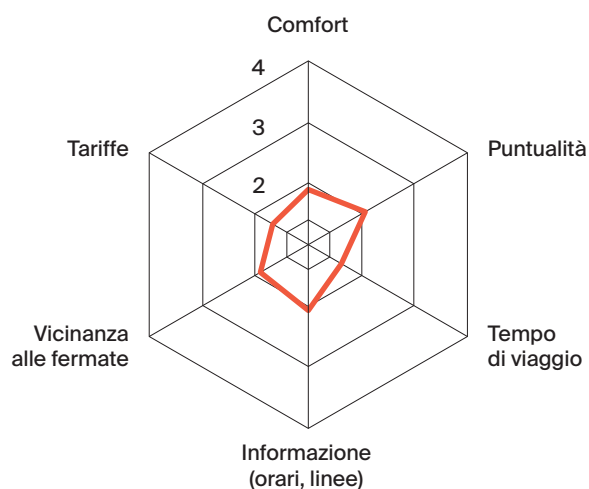 Comfort
4
3
2
Tariffe
Puntualità
Vicinanza
alle fermate
Tempo
di viaggio
Informazione
(orari, linee)